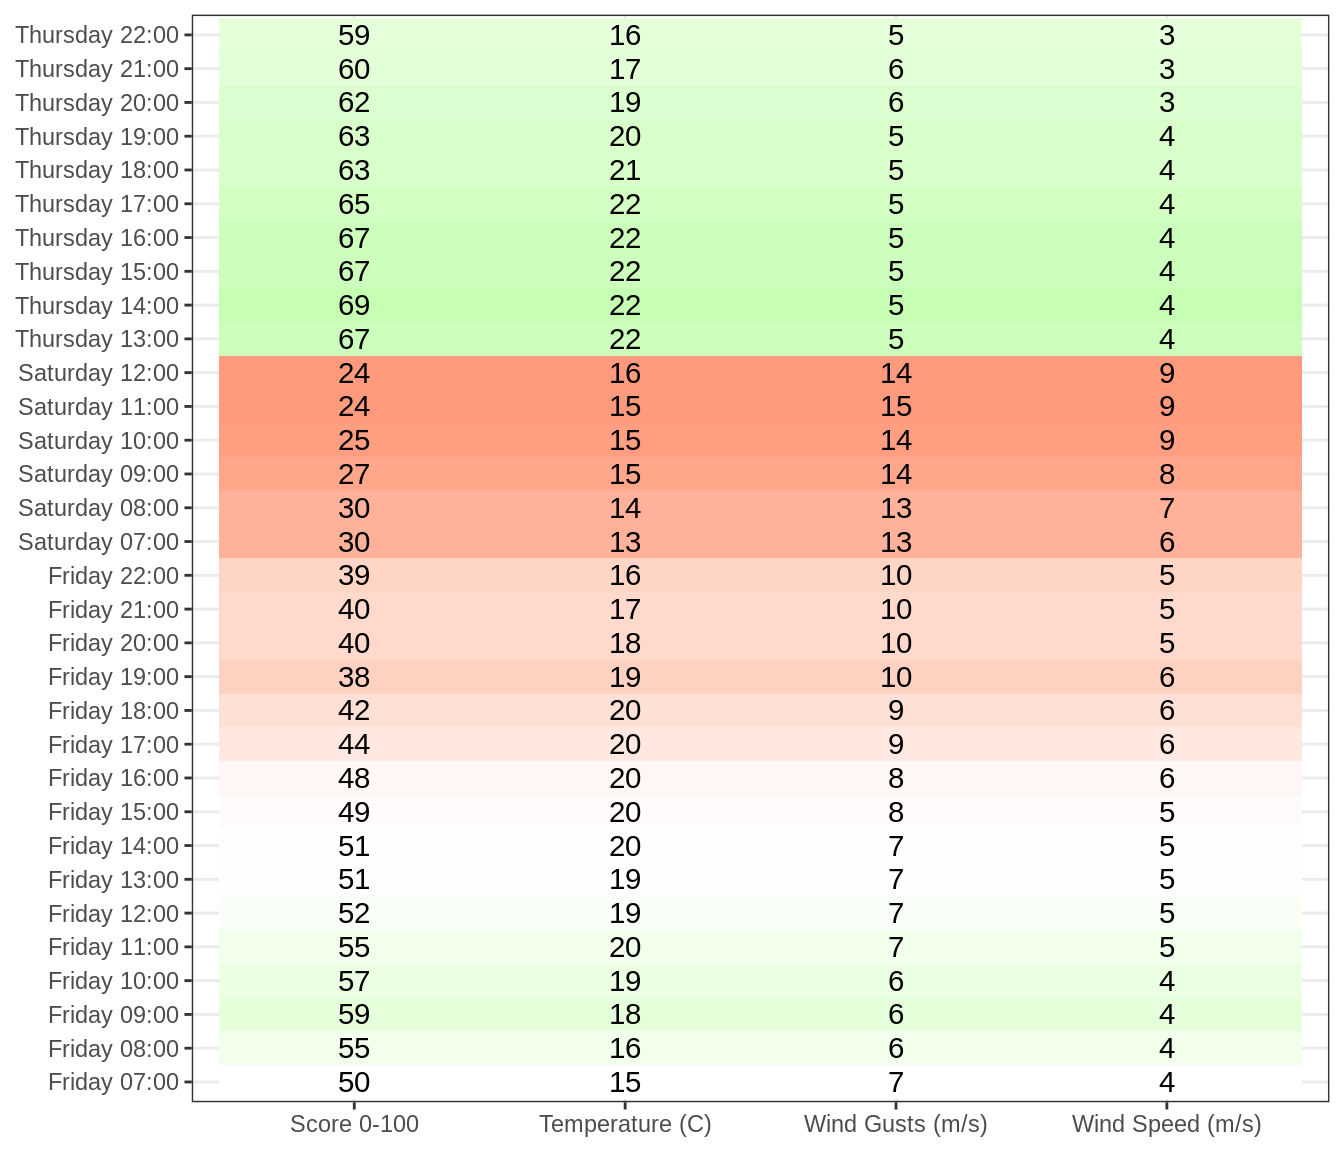 Thursday 22:00 59 16 5 3
Thursday 21:00 60 17 6 3
Thursday 20:00 62 19 6 3
Thursday 19:00 63 20 5 4
Thursday 18:00 63 21 5 4
Thursday 17:00 65 22 5 4
Thursday 16:00 67 22 5 4
Thursday 15:00 67 22 5 4
Thursday 14:00 69 22 5 4
Thursday 13:00 67 22 5 4
Saturday 12:00 24 16 14 9
Saturday 11:00 24 15 15 9
Saturday 10:00 25 15 14 9
Saturday 09:00 27 15 14 8
Saturday 08:00 30 14 13 7
Saturday 07:00 30 13 13 6
Friday 22:00 39 16 10 5
Friday 21:00 40 17 10 5
Friday 20:00 40 18 10 5
Friday 19:00 38 19 10 6
Friday 18:00 42 20 9 6
Friday 17:00 44 20 9 6
Friday 16:00 48 20 8 6
Friday 15:00 49 20 8 5
Friday 14:00 51 20 7 5
Friday 13:00 51 19 7 5
Friday 12:00 52 19 7 5
Friday 11:00 55 20 7 5
Friday 10:00 57 19 6 4
Friday 09:00 59 18 6 4
Friday 08:00 55 16 6 4
Friday 07:00 50 15 7 4
Score 0-100 Temperature (C) Wind Gusts (m/s) Wind Speed (m/s)